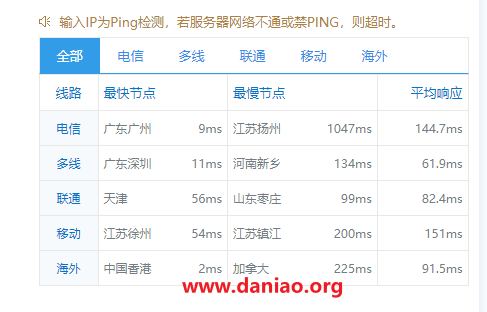 输入IP为Ping检测，若服务器网络不通或禁PING，则超时。
全部 电信 多线 联通 移动 海外
线路 最快节点 最慢节点 平均响应
电信 广东广州 9ms 江苏扬州 1047ms 144.7ms
多线 广东深圳 11ms 河南新乡 134ms 61.9ms
联通 天津 56ms 山东枣庄 99ms 82.4ms
移动 江苏徐州 54ms 江苏镇江 200ms 151ms
海外 中国香港 2ms 加拿大 225ms 91.5ms
www.daniao.org